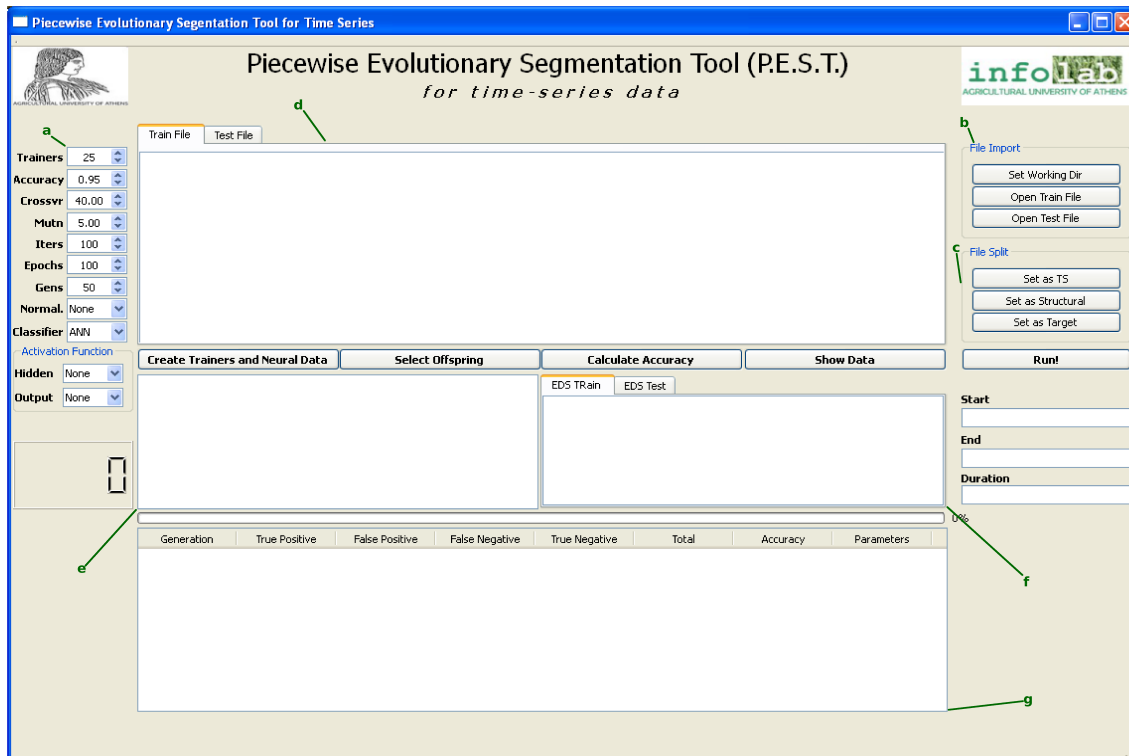 Piecewise Evolutionary Segentation Tool for Time Series
Piecewise Evolutionary Segmentation Tool (P.E.S.T.)
for time-series data
AGRICULTURAL UNIVERSITY OF ATHENS
infolab
AGRICULTURAL UNIVERSITY OF ATHENS
a
d
b
Train File Test File
Trainers 25
Accuracy 0.95
Crossvr 40.00
Mutn 5.00
Iters 100
Epochs 100
Gens 50
Normal. None
Classifier ANN
Activation Function
Hidden None
Output None
0
File Import
Set Working Dir
Open Train File
Open Test File
c
File Split
Set as TS
Set as Structural
Set as Target
Create Trainers and Neural Data Select Offspring Calculate Accuracy Show Data Run!
EDS TRain EDS Test
Start
End
Duration
0%
e
f
Generation True Positive False Positive False Negative True Negative Total Accuracy Parameters
g